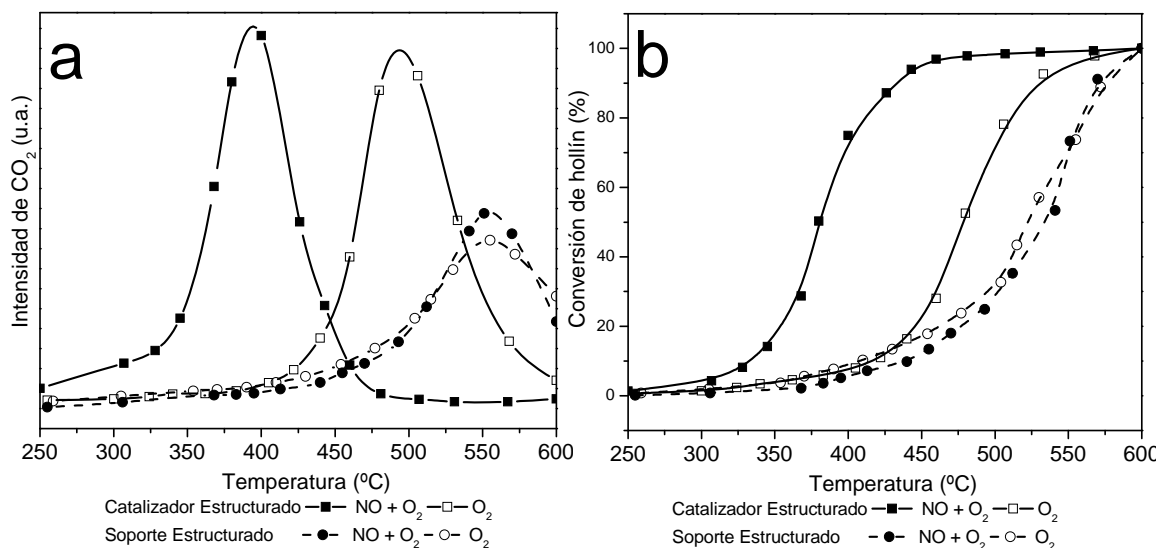 a
Intensidad de CO₂ (u.a.)
250 300 350 400 450 500 550 600
Temperatura (ºC)
Catalizador Estructurado NO + O₂ O₂
Soporte Estructurado NO + O₂ O₂
b
Conversión de hollín (%)
100
80
60
40
20
0
250 300 350 400 450 500 550 600
Temperatura (ºC)
Catalizador Estructurado NO + O₂ O₂
Soporte Estructurado NO + O₂ O₂